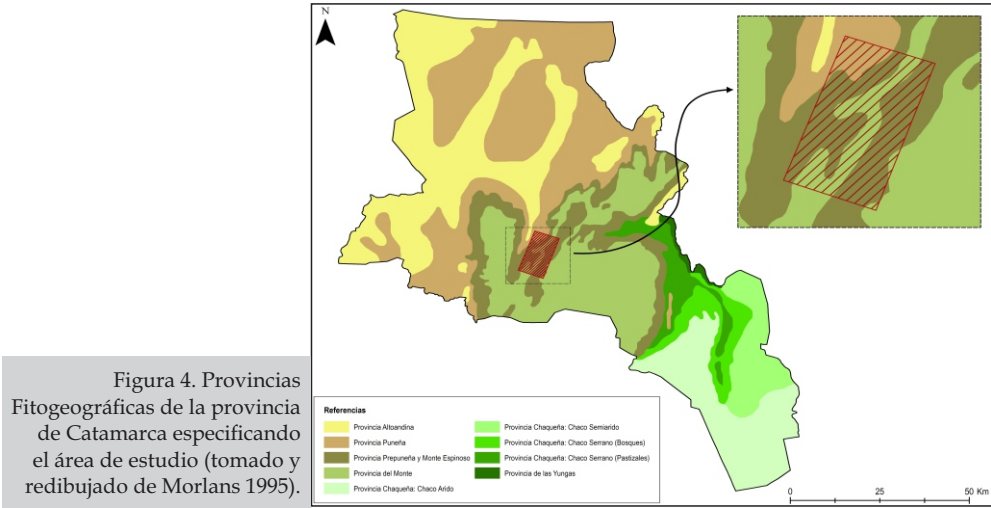 N
Figura 4. Provincias
Fitogeográficas de la provincia
de Catamarca especificando
el área de estudio (tomado y
redibujado de Morlans 1995).
Referencias
Provincia Altoandina
Provincia Puneña
Provincia Prepuneña y Monte Espinoso
Provincia del Monte
Provincia Chaqueña: Chaco Arido
Provincia Chaqueña: Chaco Semiarido
Provincia Chaqueña: Chaco Serrano (Bosques)
Provincia Chaqueña: Chaco Serrano (Pastizales)
Provincia de las Yungas
0 25 50 Km